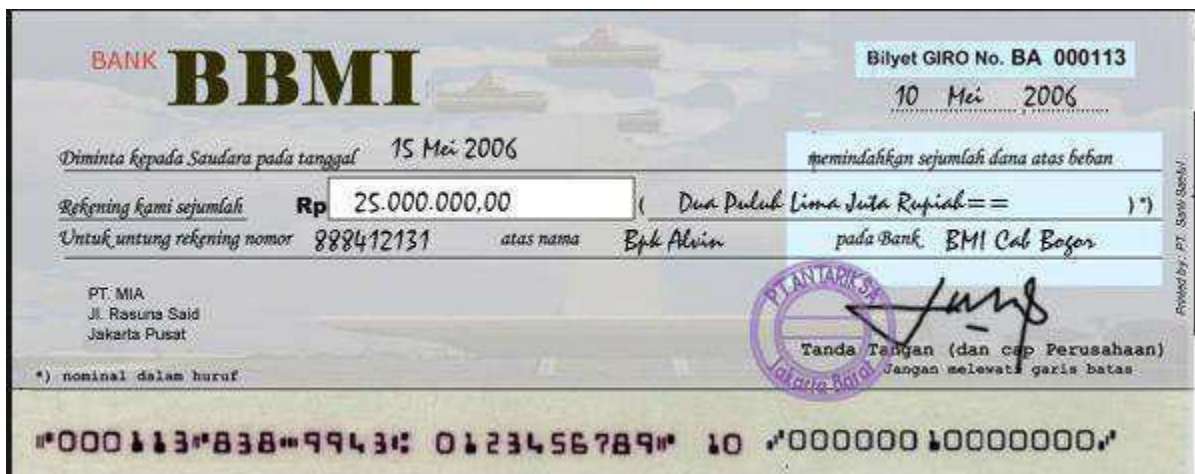 BANK BBMI
Bilyet GIRO No. BA 000113
10 Mei 2006
Diminta kepada Saudara pada tanggal 15 Mei 2006 memindahkan sejumlah dana atas beban
Rekening kami sejumlah Rp 25.000.000,00 ( Dua Puluh Lima Juta Rupiah== ) *)
Untuk untung rekening nomor 888412131 atas nama Bpk Alvin pada Bank BMI Cab Bogor
PT. MIA
Jl. Rasuna Said
Jakarta Pusat
PT ANTARIKSA
Jakarta Barat
Tanda Tangan (dan cap Perusahaan)
Jangan melewati garis batas
*) nominal dalam huruf
Printed by : PT.
⑈000113⑈838⑉9943⑆ 0123456789⑈ 10 ⑇00000010000000⑇